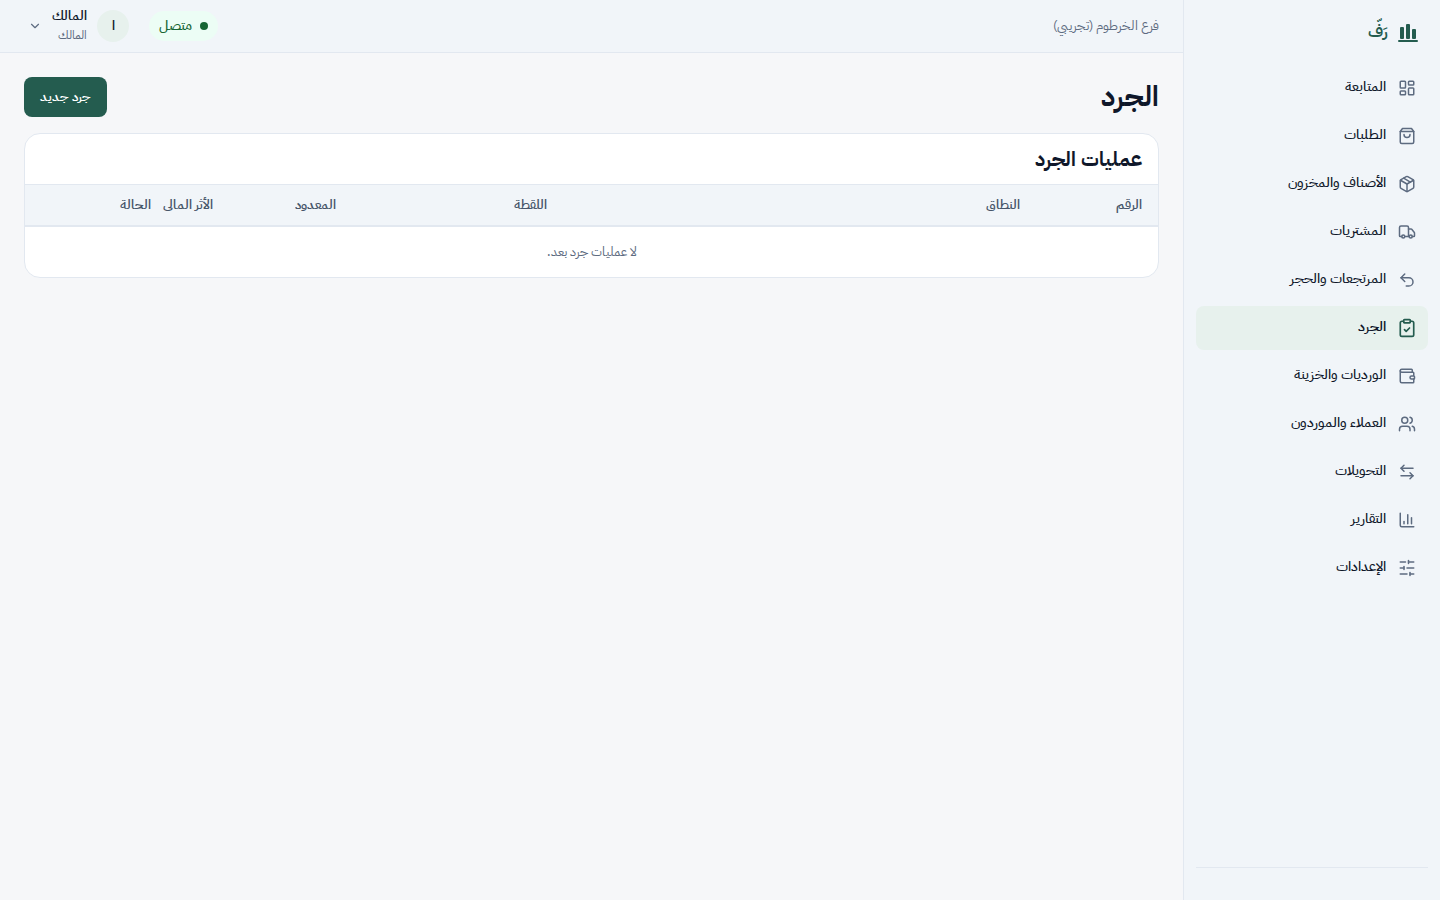 رَفّ
المتابعة
الطلبات
الأصناف والمخزون
المشتريات
المرتجعات والحجر
الجرد
الورديات والخزينة
العملاء والموردون
التحويلات
التقارير
الإعدادات
فرع الخرطوم (تجريبي)
متصل
ا
المالك
المالك
الجرد
جرد جديد
عمليات الجرد
الرقم النطاق اللقطة المعدود الأثر المالي الحالة
لا عمليات جرد بعد.